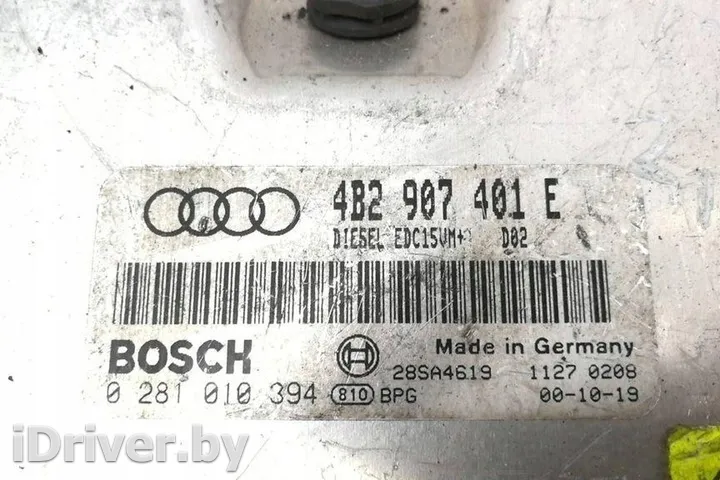 4B2 907 401 E
DIESEL EDC15VM+ D02
BOSCH
Made in Germany
28SA4619 1127 0208
0 281 010 394 810 BPG 00-10-19
iDriver.by